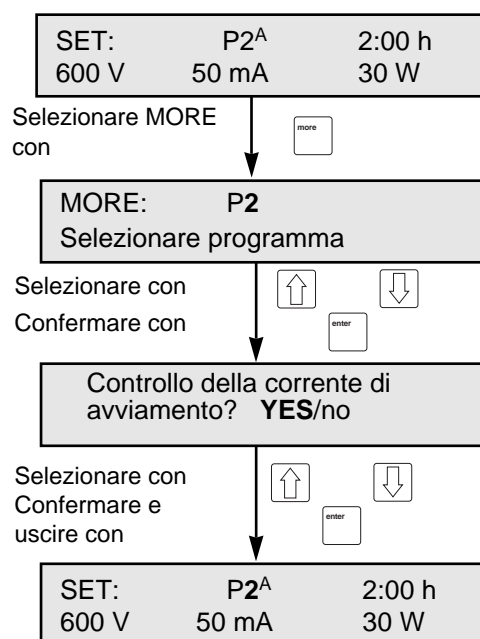 SET: P2ᴬ 2:00 h
600 V 50 mA 30 W
Selezionare MORE
con
more
MORE: P2
Selezionare programma
Selezionare con
Confermare con
enter
Controllo della corrente di
avviamento? YES/no
Selezionare con
Confermare e
uscire con
enter
SET: P2ᴬ 2:00 h
600 V 50 mA 30 W